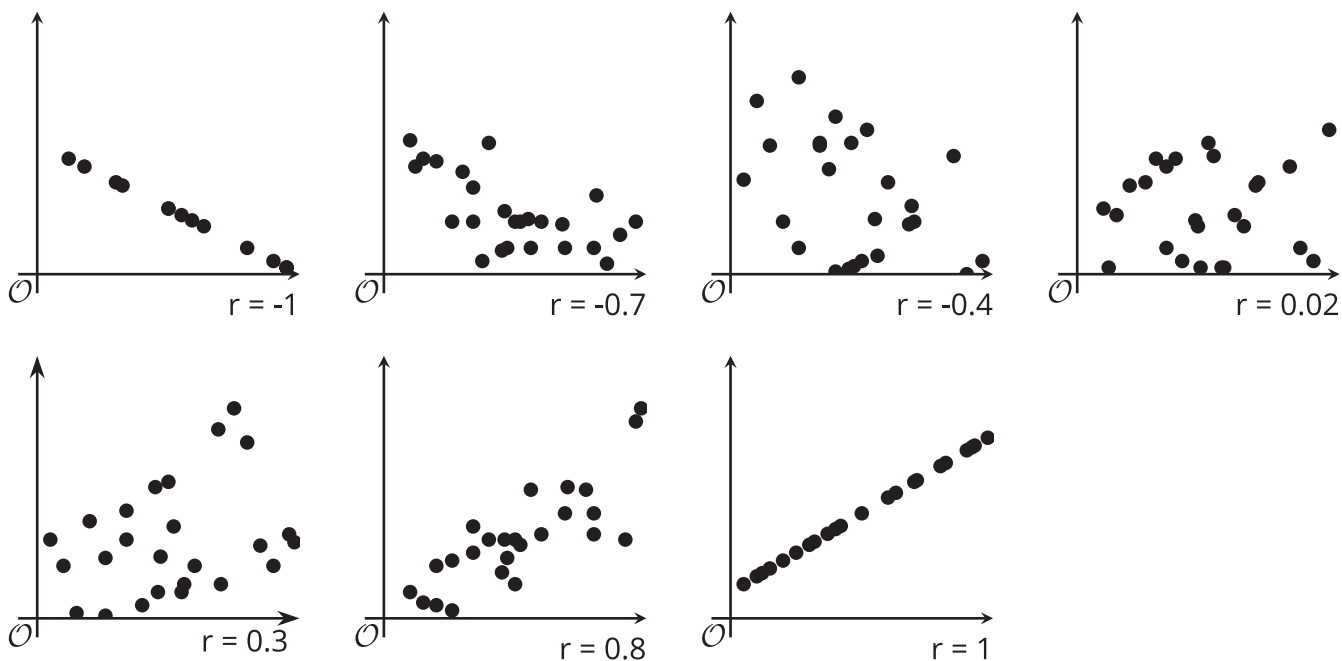 𝒪
r = -1
𝒪
r = -0.7
𝒪
r = -0.4
𝒪
r = 0.02
𝒪
r = 0.3
𝒪
r = 0.8
𝒪
r = 1